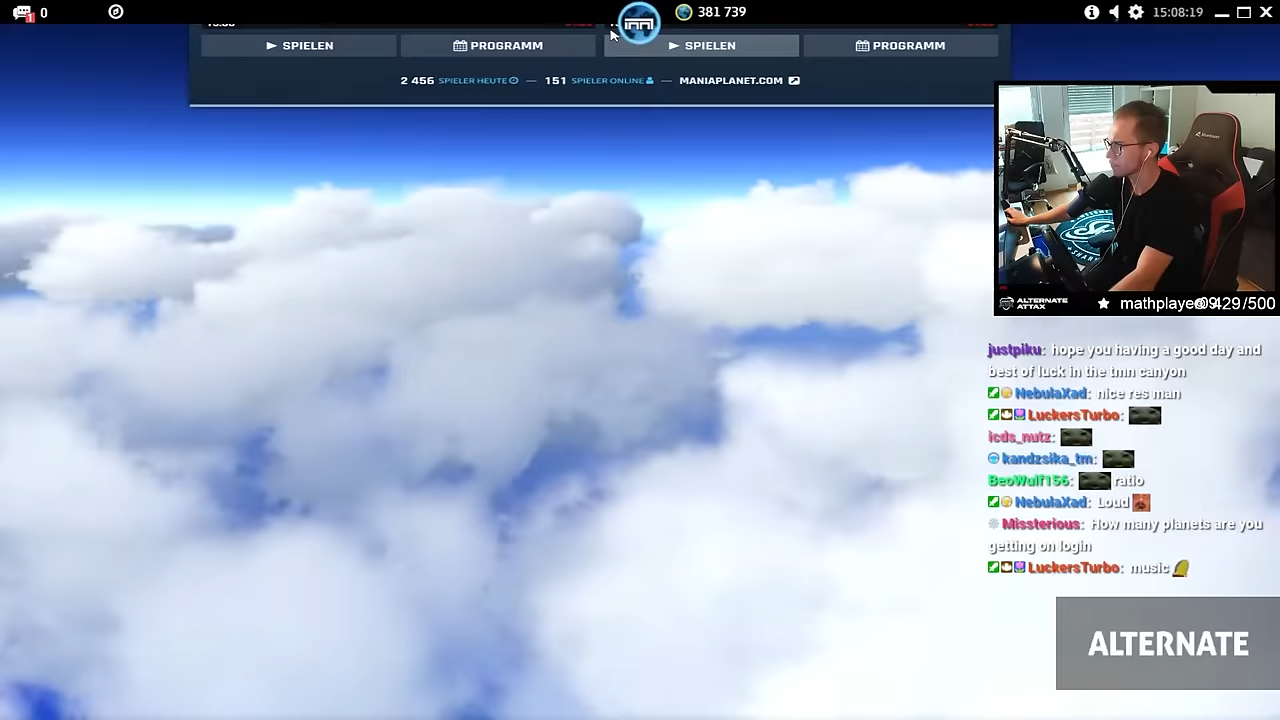 1 0 381 739 15:08:19
SPIELEN PROGRAMM SPIELEN PROGRAMM
2 456 SPIELER HEUTE — 151 SPIELER ONLINE — MANIAPLANET.COM
ALTERNATE
ATTAX
429/500
justpiku: hope you having a good day and
best of luck in the tmn canyon
NebulaXad: nice res man
LuckersTurbo:
icds_nutz:
kandzsika_tm:
BeoWulf156: ratio
NebulaXad: Loud
Missterious: How many planets are you
getting on login
LuckersTurbo: music
ALTERNATE